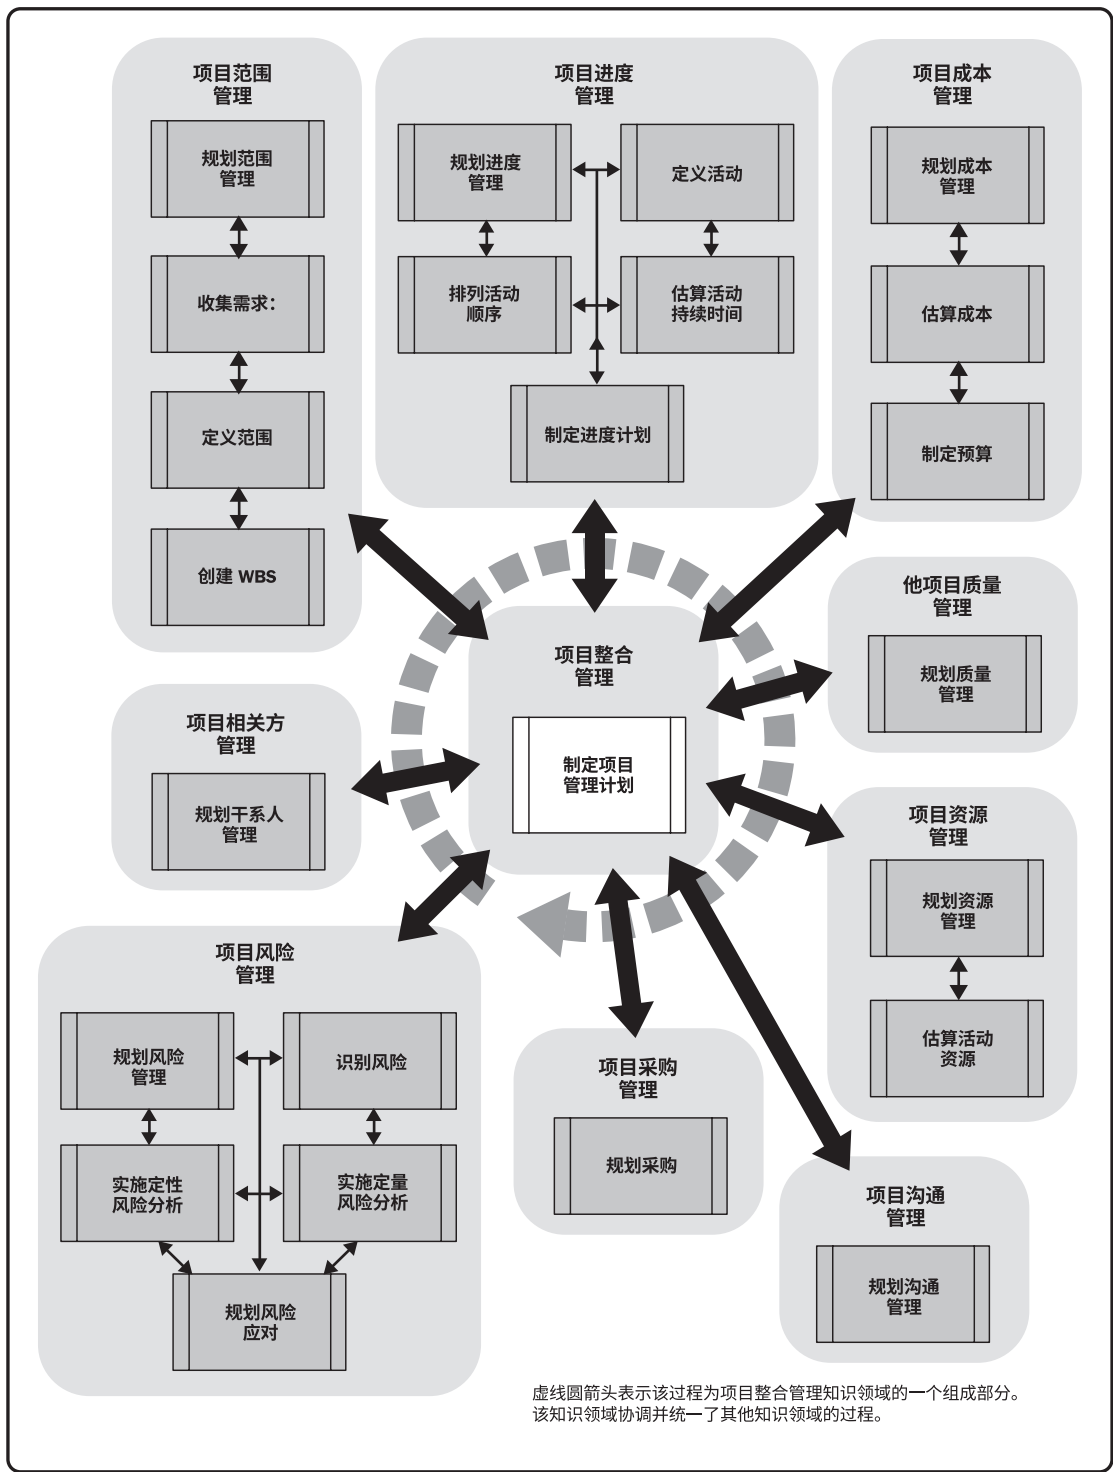 项目范围
管理
规划范围
管理
收集需求：
定义范围
创建 WBS
项目进度
管理
规划进度
管理
定义活动
排列活动
顺序
估算活动
持续时间
制定进度计划
项目成本
管理
规划成本
管理
估算成本
制定预算
项目整合
管理
制定项目
管理计划
他项目质量
管理
规划质量
管理
项目相关方
管理
规划干系人
管理
项目资源
管理
规划资源
管理
估算活动
资源
项目风险
管理
规划风险
管理
识别风险
实施定性
风险分析
实施定量
风险分析
规划风险
应对
项目采购
管理
规划采购
项目沟通
管理
规划沟通
管理
虚线圆箭头表示该过程为项目整合管理知识领域的一个组成部分。
该知识领域协调并统一了其他知识领域的过程。